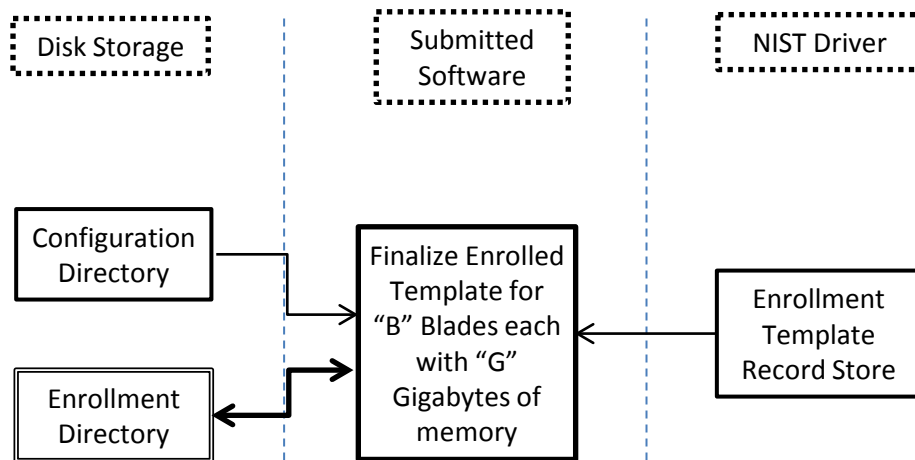 Disk Storage
Submitted
Software
NIST Driver
Configuration
Directory
Finalize Enrolled
Template for
“B” Blades each
with “G”
Gigabytes of
memory
Enrollment
Template
Record Store
Enrollment
Directory